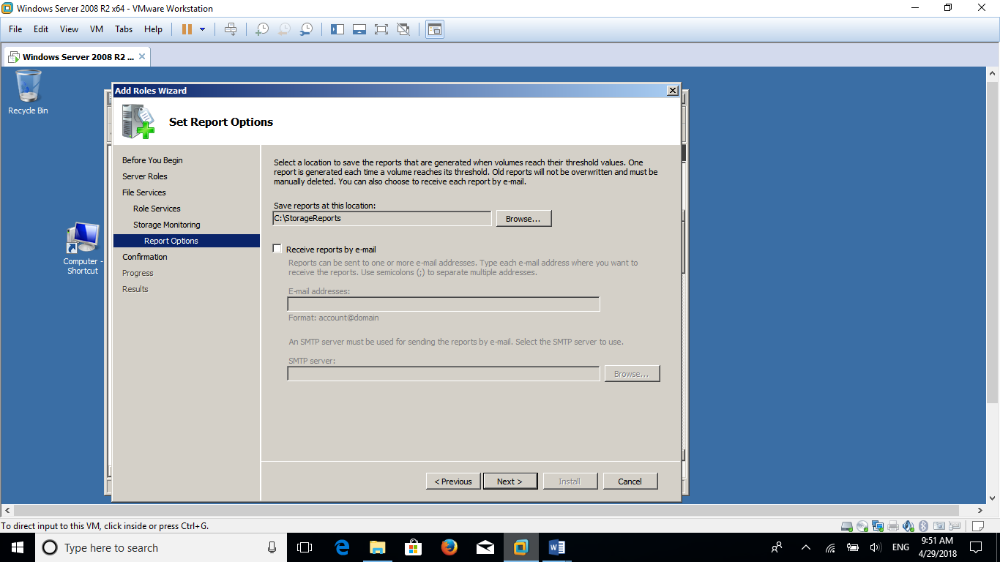 Windows Server 2008 R2 x64 - VMware Workstation
File Edit View VM Tabs Help
Windows Server 2008 R2 ...
Recycle Bin
Computer -
Shortcut
Add Roles Wizard
Set Report Options
Before You Begin
Server Roles
File Services
Role Services
Storage Monitoring
Report Options
Confirmation
Progress
Results
Select a location to save the reports that are generated when volumes reach their threshold values. One
report is generated each time a volume reaches its threshold. Old reports will not be overwritten and must be
manually deleted. You can also choose to receive each report by e-mail.
Save reports at this location:
C:\StorageReports Browse...
Receive reports by e-mail
Reports can be sent to one or more e-mail addresses. Type each e-mail address where you want to
receive the reports. Use semicolons (;) to separate multiple addresses.
E-mail addresses:
Format: account@domain
An SMTP server must be used for sending the reports by e-mail. Select the SMTP server to use.
SMTP server:
Browse...
< Previous Next > Install Cancel
To direct input to this VM, click inside or press Ctrl+G.
Type here to search
ENG
9:51 AM
4/29/2018